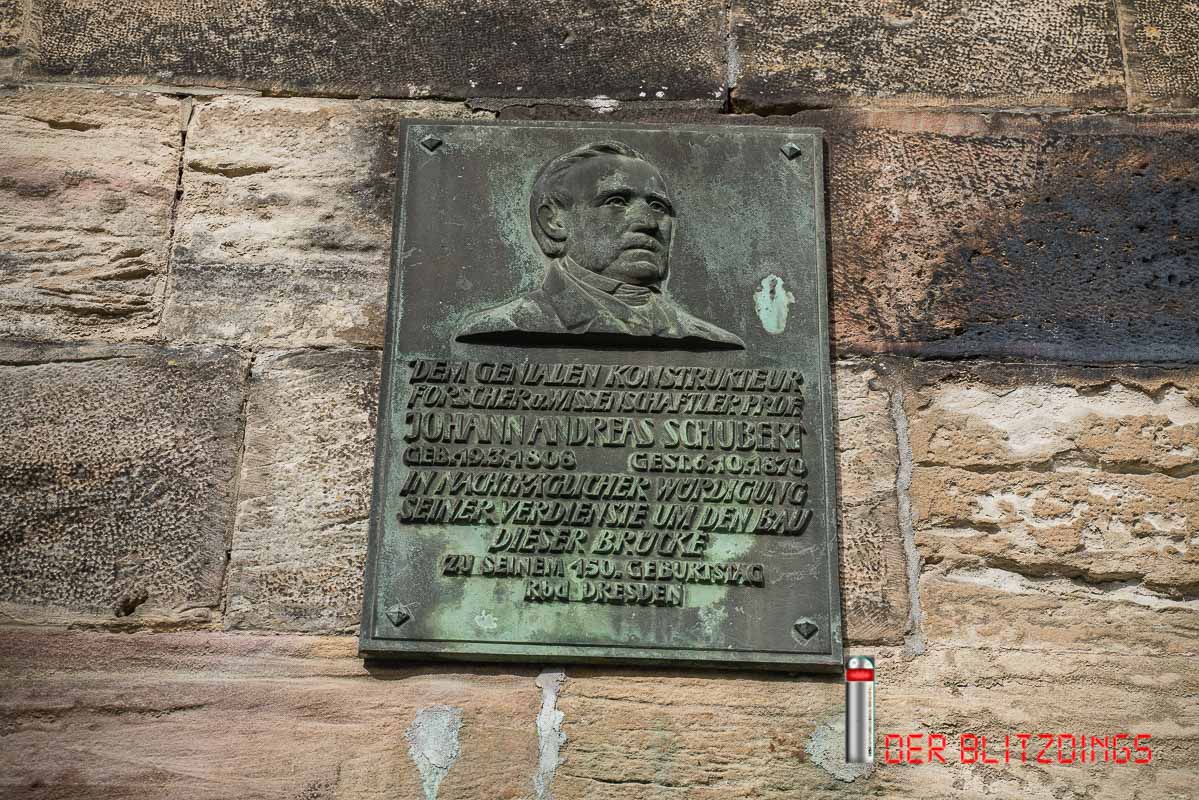 DEM GENIALEN KONSTRUKTEUR
FORSCHER U. WISSENSCHAFTLER PROF.
JOHANN ANDREAS SCHUBERT
GEB. 19.3.1808 GEST. 6.10.1870
IN NACHTRÄGLICHER WÜRDIGUNG
SEINER VERDIENSTE UM DEN BAU
DIESER BRÜCKE
ZU SEINEM 150. GEBURTSTAG
Rbd DRESDEN
DER BLITZDINGS